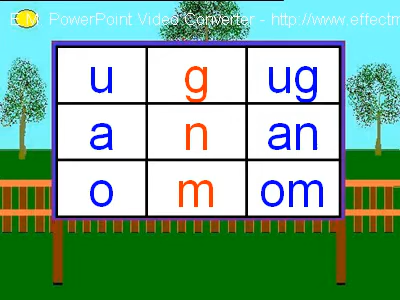 E.M. PowerPoint Video Converter - http://www.effectm
u g ug
a n an
o m om